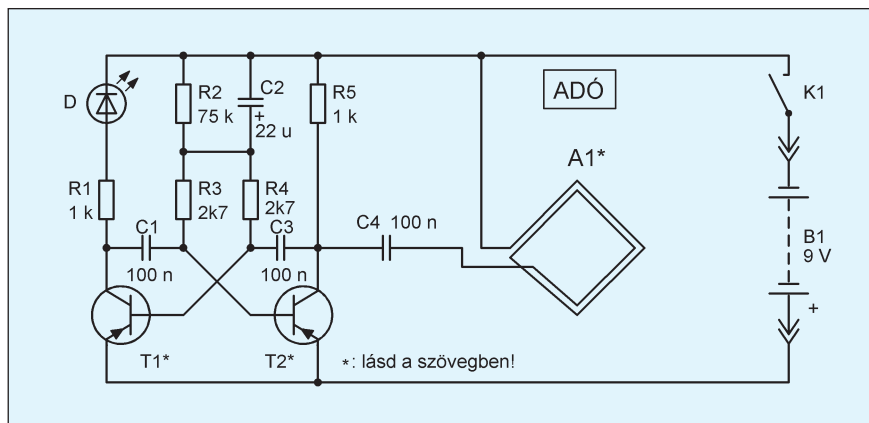 D
R2
75 k
C2
+
22 u
R5
1 k
ADÓ
K1
A1*
R1
1 k
R3
2k7
R4
2k7
C1
100 n
C3
100 n
C4 100 n
B1
9 V
+
T1*
T2*
*: lásd a szövegben!